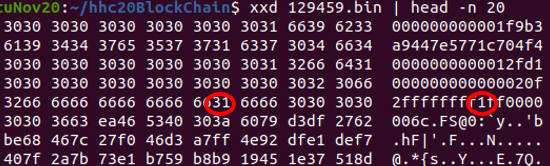 tuNov20:~/hhc20BlockChain$ xxd 129459.bin | head -n 20
3030 3030 3030 3030 3030 3031 6639 6233  000000000001f9b3
6139 3434 3765 3537 3731 6337 3034 6634  a9447e5771c704f4
3030 3030 3030 3030 3030 3031 3266 6431  0000000000012fd1
3030 3030 3030 3030 3030 3030 3032 3066  000000000000020f
3266 6666 6666 6666 6631 6666 3030 3030  2ffffffff1ff0000
3030 3663 ea46 5340 303a 6079 d3df 2762  006c.FS@0:`y..'b
be68 467c 27f0 46d3 a7ff 4e92 dfe1 def7  .hF|'.F...N.....
407f 2a7b 73e1 b759 b8b9 1945 1e37 518d  @.*{s..Y...E.7Q.